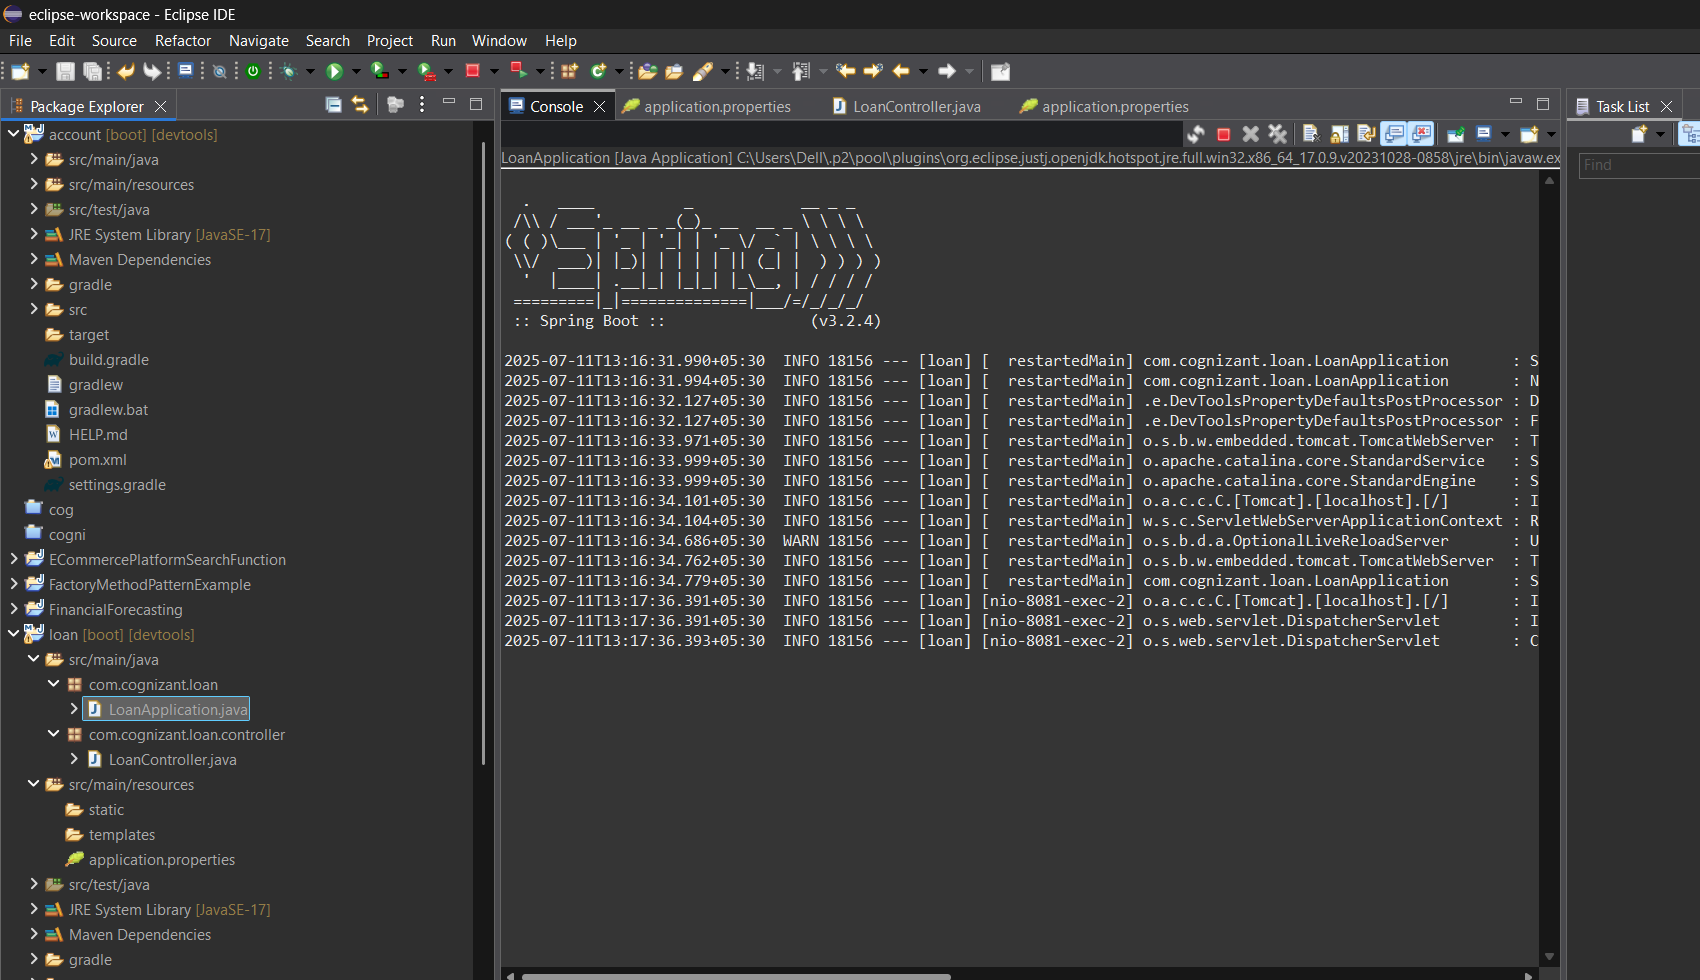 eclipse-workspace - Eclipse IDE
File Edit Source Refactor Navigate Search Project Run Window Help
Package Explorer
account [boot] [devtools]
src/main/java
src/main/resources
src/test/java
JRE System Library [JavaSE-17]
Maven Dependencies
gradle
src
target
build.gradle
gradlew
gradlew.bat
HELP.md
pom.xml
settings.gradle
cog
cogni
ECommercePlatformSearchFunction
FactoryMethodPatternExample
FinancialForecasting
loan [boot] [devtools]
src/main/java
com.cognizant.loan
LoanApplication.java
com.cognizant.loan.controller
LoanController.java
src/main/resources
static
templates
application.properties
src/test/java
JRE System Library [JavaSE-17]
Maven Dependencies
gradle
Console application.properties LoanController.java application.properties
LoanApplication [Java Application] C:\Users\Dell\.p2\pool\plugins\org.eclipse.justj.openjdk.hotspot.jre.full.win32.x86_64_17.0.9.v20231028-0858\jre\bin\javaw.ex
Spring
:: Spring Boot :: (v3.2.4)
2025-07-11T13:16:31.990+05:30 INFO 18156 --- [loan] [ restartedMain] com.cognizant.loan.LoanApplication : S
2025-07-11T13:16:31.994+05:30 INFO 18156 --- [loan] [ restartedMain] com.cognizant.loan.LoanApplication : N
2025-07-11T13:16:32.127+05:30 INFO 18156 --- [loan] [ restartedMain] .e.DevToolsPropertyDefaultsPostProcessor : D
2025-07-11T13:16:32.127+05:30 INFO 18156 --- [loan] [ restartedMain] .e.DevToolsPropertyDefaultsPostProcessor : F
2025-07-11T13:16:33.971+05:30 INFO 18156 --- [loan] [ restartedMain] o.s.b.w.embedded.tomcat.TomcatWebServer : T
2025-07-11T13:16:33.999+05:30 INFO 18156 --- [loan] [ restartedMain] o.apache.catalina.core.StandardService : S
2025-07-11T13:16:33.999+05:30 INFO 18156 --- [loan] [ restartedMain] o.apache.catalina.core.StandardEngine : S
2025-07-11T13:16:34.101+05:30 INFO 18156 --- [loan] [ restartedMain] o.a.c.c.C.[Tomcat].[localhost].[/] : I
2025-07-11T13:16:34.104+05:30 INFO 18156 --- [loan] [ restartedMain] w.s.c.ServletWebServerApplicationContext : R
2025-07-11T13:16:34.686+05:30 WARN 18156 --- [loan] [ restartedMain] o.s.b.d.a.OptionalLiveReloadServer : U
2025-07-11T13:16:34.762+05:30 INFO 18156 --- [loan] [ restartedMain] o.s.b.w.embedded.tomcat.TomcatWebServer : T
2025-07-11T13:16:34.779+05:30 INFO 18156 --- [loan] [ restartedMain] com.cognizant.loan.LoanApplication : S
2025-07-11T13:17:36.391+05:30 INFO 18156 --- [loan] [nio-8081-exec-2] o.a.c.c.C.[Tomcat].[localhost].[/] : I
2025-07-11T13:17:36.391+05:30 INFO 18156 --- [loan] [nio-8081-exec-2] o.s.web.servlet.DispatcherServlet : I
2025-07-11T13:17:36.393+05:30 INFO 18156 --- [loan] [nio-8081-exec-2] o.s.web.servlet.DispatcherServlet : C
Task List
Find